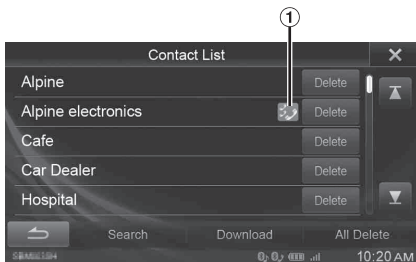 1
Contact List
Alpine Delete
Alpine electronics Delete
Cafe Delete
Car Dealer Delete
Hospital Delete
Search Download All Delete
10:20 AM